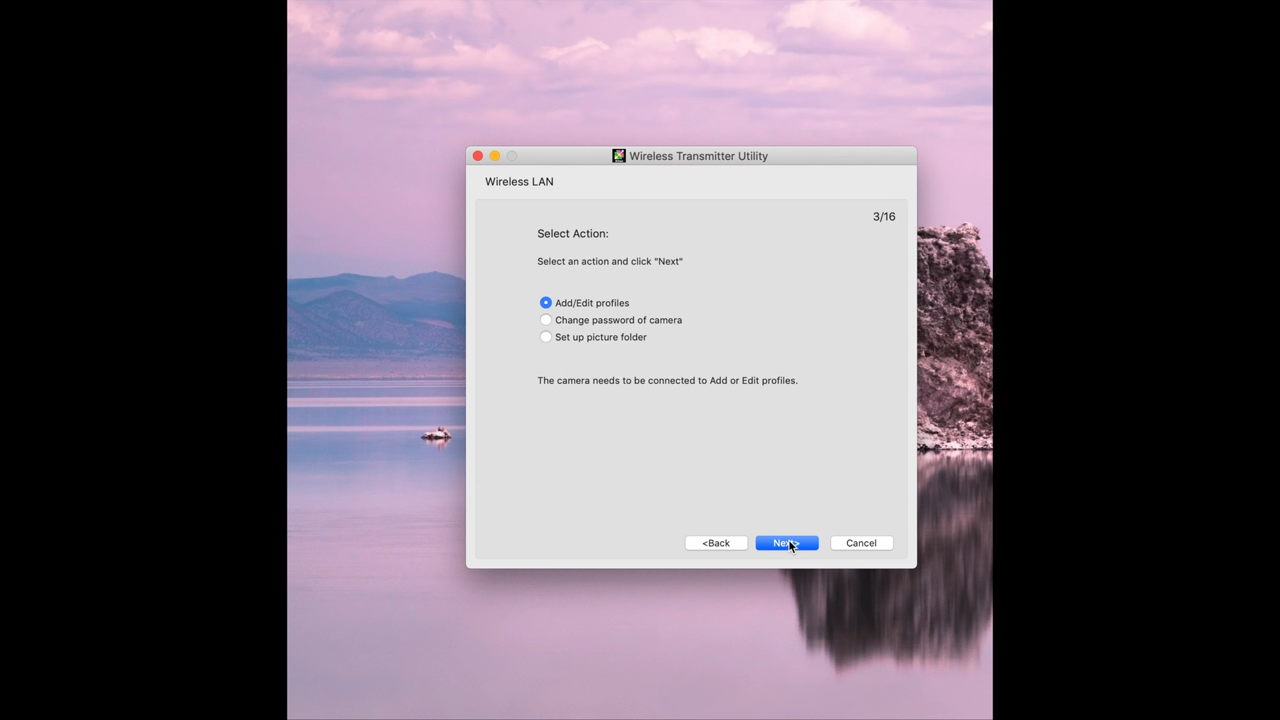 Wireless Transmitter Utility
Wireless LAN
3/16
Select Action:
Select an action and click "Next"
Add/Edit profiles
Change password of camera
Set up picture folder
The camera needs to be connected to Add or Edit profiles.
<Back
Next>
Cancel